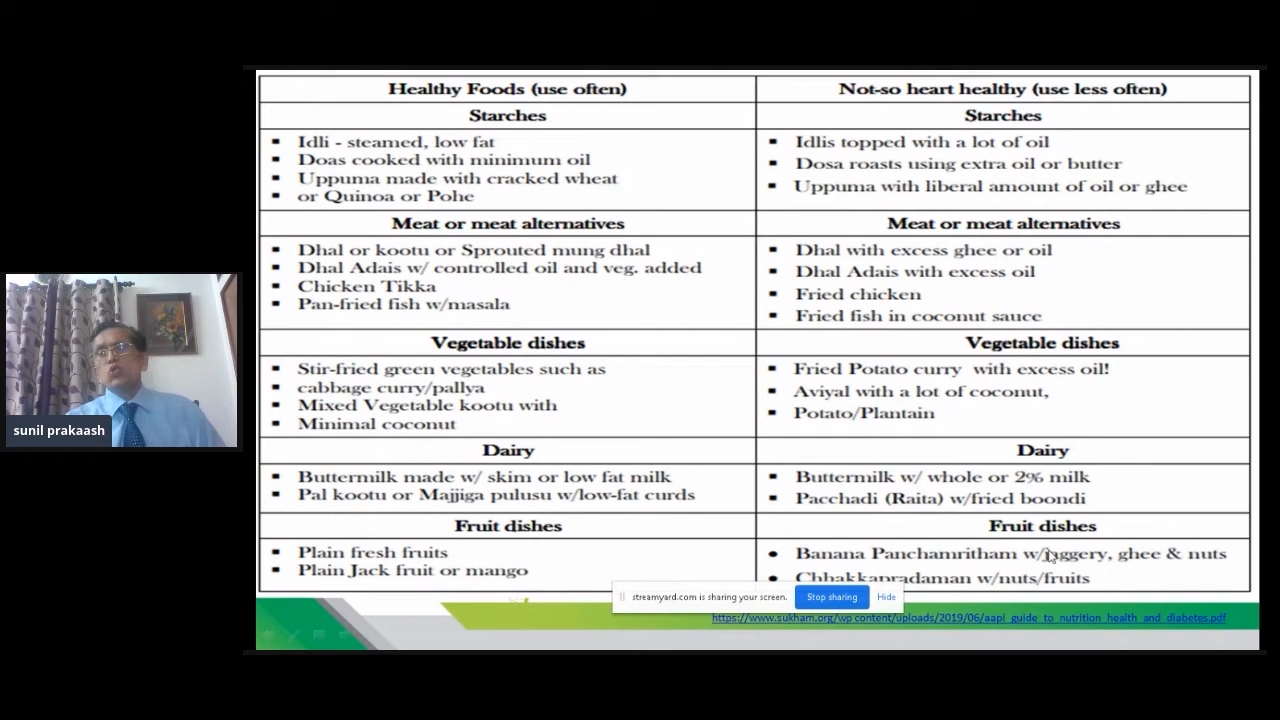 Healthy Foods (use often)
Not-so heart healthy (use less often)
Starches
Starches
Idli - steamed, low fat
Doas cooked with minimum oil
Uppuma made with cracked wheat
or Quinoa or Pohe
Idlis topped with a lot of oil
Dosa roasts using extra oil or butter
Uppuma with liberal amount of oil or ghee
Meat or meat alternatives
Meat or meat alternatives
Dhal or kootu or Sprouted mung dhal
Dhal Adais w/ controlled oil and veg. added
Chicken Tikka
Pan-fried fish w/masala
Dhal with excess ghee or oil
Dhal Adais with excess oil
Fried chicken
Fried fish in coconut sauce
Vegetable dishes
Vegetable dishes
Stir-fried green vegetables such as
cabbage curry/pallya
Mixed Vegetable kootu with
Minimal coconut
Fried Potato curry with excess oil!
Aviyal with a lot of coconut,
Potato/Plantain
Dairy
Dairy
Buttermilk made w/ skim or low fat milk
Pal kootu or Majjiga pulusu w/low-fat curds
Buttermilk w/ whole or 2% milk
Pacchadi (Raita) w/fried boondi
Fruit dishes
Fruit dishes
Plain fresh fruits
Plain Jack fruit or mango
Banana Panchamritham w/jaggery, ghee & nuts
Chhakkapradaman w/nuts/fruits
streamyard.com is sharing your screen.
Stop sharing
Hide
https://www.sukham.org/wp content/uploads/2019/06/aapi_guide_to_nutrition_health_and_diabetes.pdf
sunil prakaash